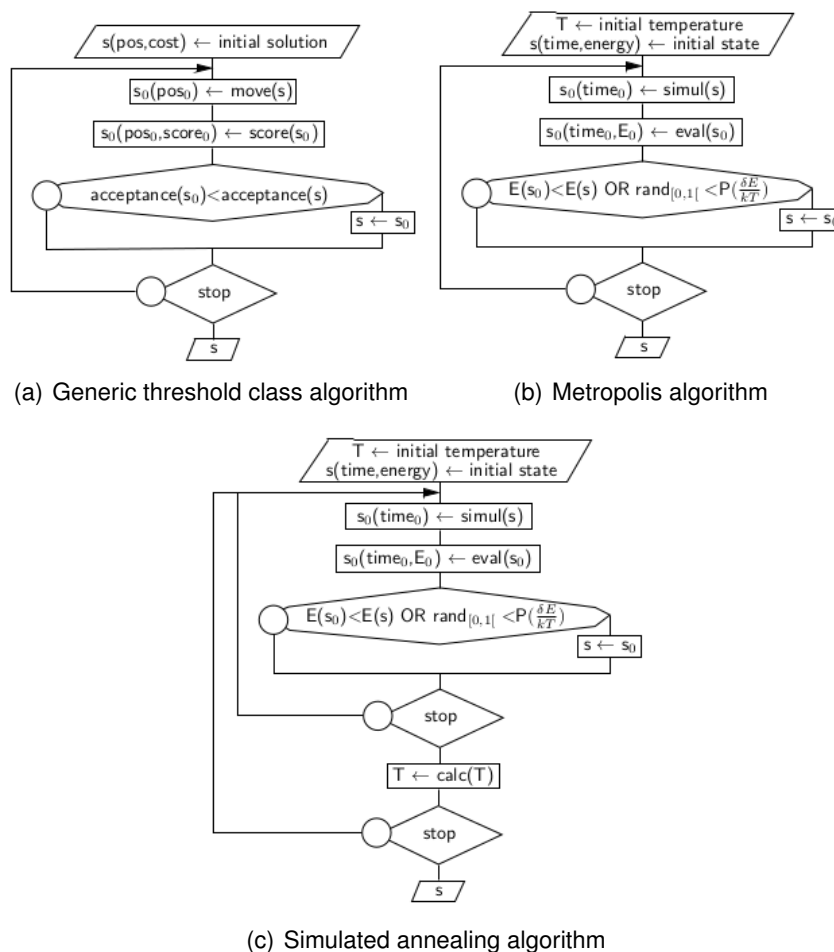 s(pos,cost) ← initial solution
s₀(pos₀) ← move(s)
s₀(pos₀,score₀) ← score(s₀)
acceptance(s₀)<acceptance(s)
s ← s₀
stop
s
(a) Generic threshold class algorithm
T ← initial temperature
s(time,energy) ← initial state
s₀(time₀) ← simul(s)
s₀(time₀,E₀) ← eval(s₀)
E(s₀)<E(s) OR rand[0,1[ <P(δE/kT)
s ← s₀
stop
s
(b) Metropolis algorithm
T ← initial temperature
s(time,energy) ← initial state
s₀(time₀) ← simul(s)
s₀(time₀,E₀) ← eval(s₀)
E(s₀)<E(s) OR rand[0,1[ <P(δE/kT)
s ← s₀
stop
T ← calc(T)
stop
s
(c) Simulated annealing algorithm